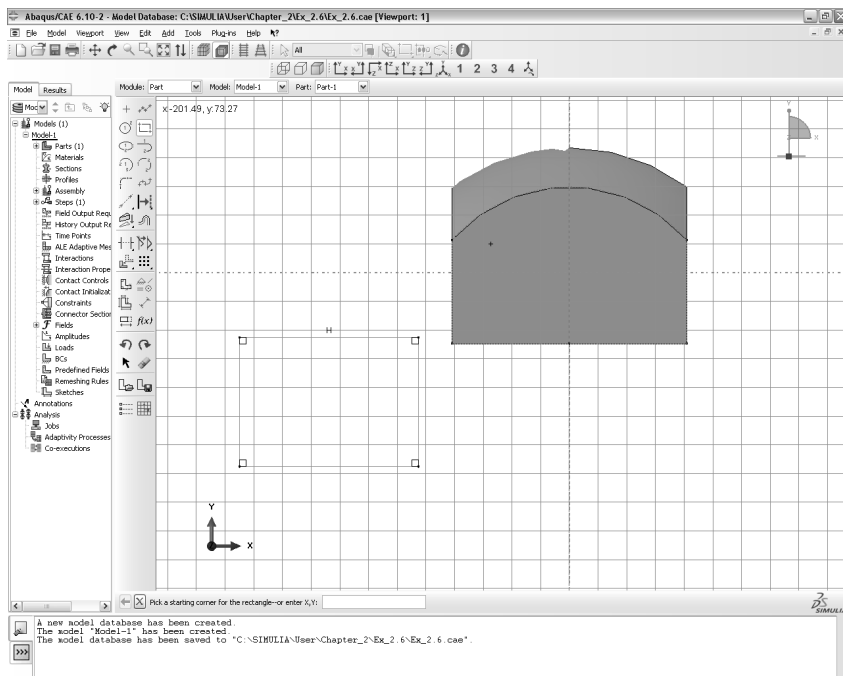 Abaqus/CAE 6.10-2 - Model Database: C:\SIMULIA\User\Chapter_2\Ex_2.6\Ex_2.6.cae [Viewport: 1]
File Model Viewport View Edit Add Tools Plug-ins Help
All
1 2 3 4
Model Results
Module: Part Model: Model-1 Part: Part-1
Models (1)
Model-1
Parts (1)
Materials
Sections
Profiles
Assembly
Steps (1)
Field Output Requ
History Output Re
Time Points
ALE Adaptive Mes
Interactions
Interaction Prope
Contact Controls
Contact Initializat
Constraints
Connector Section
Fields
Amplitudes
Loads
BCs
Predefined Fields
Remeshing Rules
Sketches
Annotations
Analysis
Jobs
Adaptivity Processes
Co-executions
f(x)
x:-201.49, y:73.27
Y
X
H
Y
X
Pick a starting corner for the rectangle--or enter X,Y:
SIMULIA
A new model database has been created.
The model "Model-1" has been created.
The model database has been saved to "C:\SIMULIA\User\Chapter_2\Ex_2.6\Ex_2.6.cae".